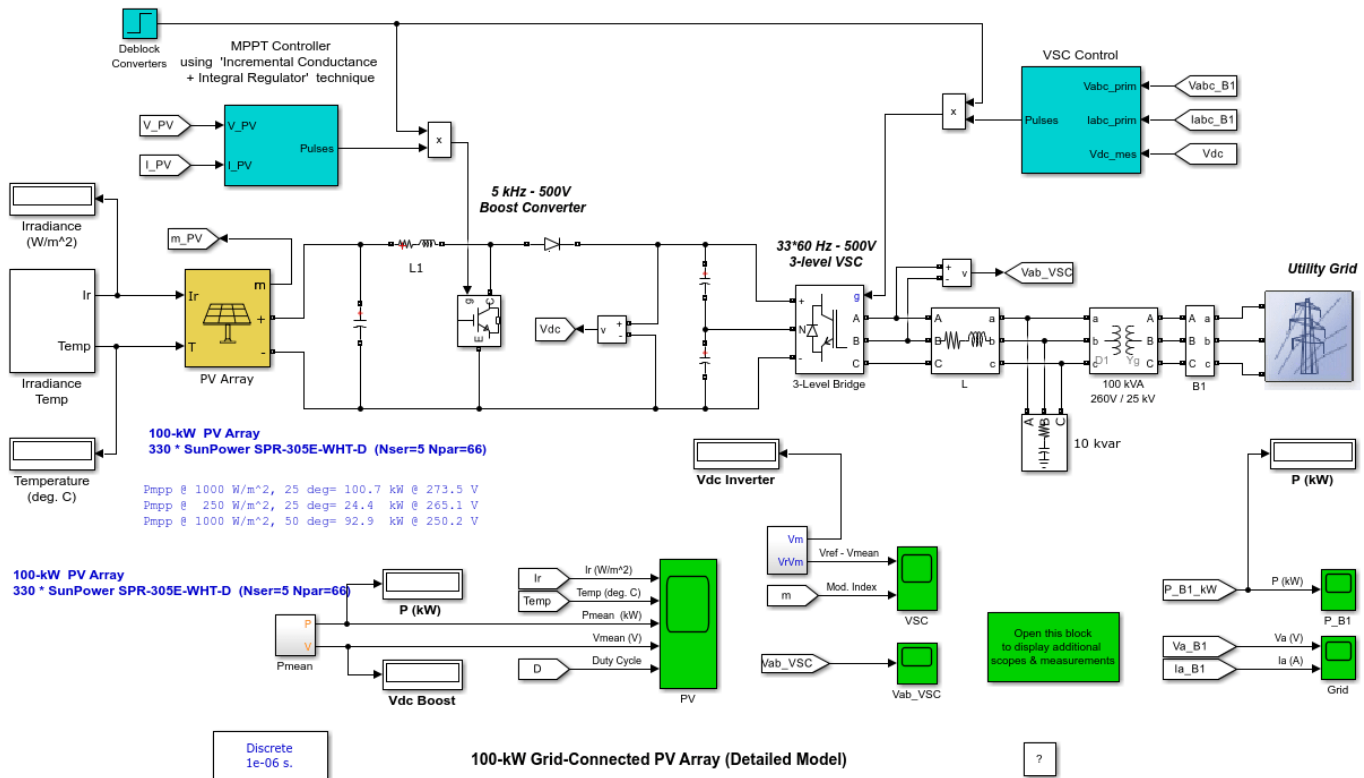 Deblock
Converters
MPPT Controller
using 'Incremental Conductance
+ Integral Regulator' technique
V_PV
I_PV
V_PV
I_PV
Pulses
x
VSC Control
Vabc_prim
Iabc_prim
Vdc_mes
Pulses
Vabc_B1
Iabc_B1
Vdc
x
Irradiance
(W/m^2)
m_PV
Ir
Temp
Irradiance
Temp
Ir
T
m
+
-
PV Array
Temperature
(deg. C)
5 kHz - 500V
Boost Converter
+
L1
+
g
C
E
Vdc
v
+
-
+
+
33*60 Hz - 500V
3-level VSC
g
+
N
-
A
B
C
3-Level Bridge
+
-
v
Vab_VSC
A
B
C
a
b
c
L
A
B
C
10 kvar
a
b
c
D1
Yg
A
B
C
100 kVA
260V / 25 kV
A
B
C
a
b
c
B1
Utility Grid
100-kW PV Array
330 * SunPower SPR-305E-WHT-D (Nser=5 Npar=66)
Pmpp @ 1000 W/m^2, 25 deg= 100.7 kW @ 273.5 V
Pmpp @ 250 W/m^2, 25 deg= 24.4 kW @ 265.1 V
Pmpp @ 1000 W/m^2, 50 deg= 92.9 kW @ 250.2 V
100-kW PV Array
330 * SunPower SPR-305E-WHT-D (Nser=5 Npar=66)
P
V
Pmean
P (kW)
Vdc Boost
Ir
Temp
D
Ir (W/m^2)
Temp (deg. C)
Pmean (kW)
Vmean (V)
Duty Cycle
PV
Vdc Inverter
Vm
VrVm
Vref - Vmean
m
Mod. Index
VSC
Vab_VSC
Vab_VSC
Open this block
to display additional
scopes & measurements
P (kW)
P_B1_kW
P (kW)
P_B1
Va_B1
Ia_B1
Va (V)
Ia (A)
Grid
Discrete
1e-06 s.
100-kW Grid-Connected PV Array (Detailed Model)
?